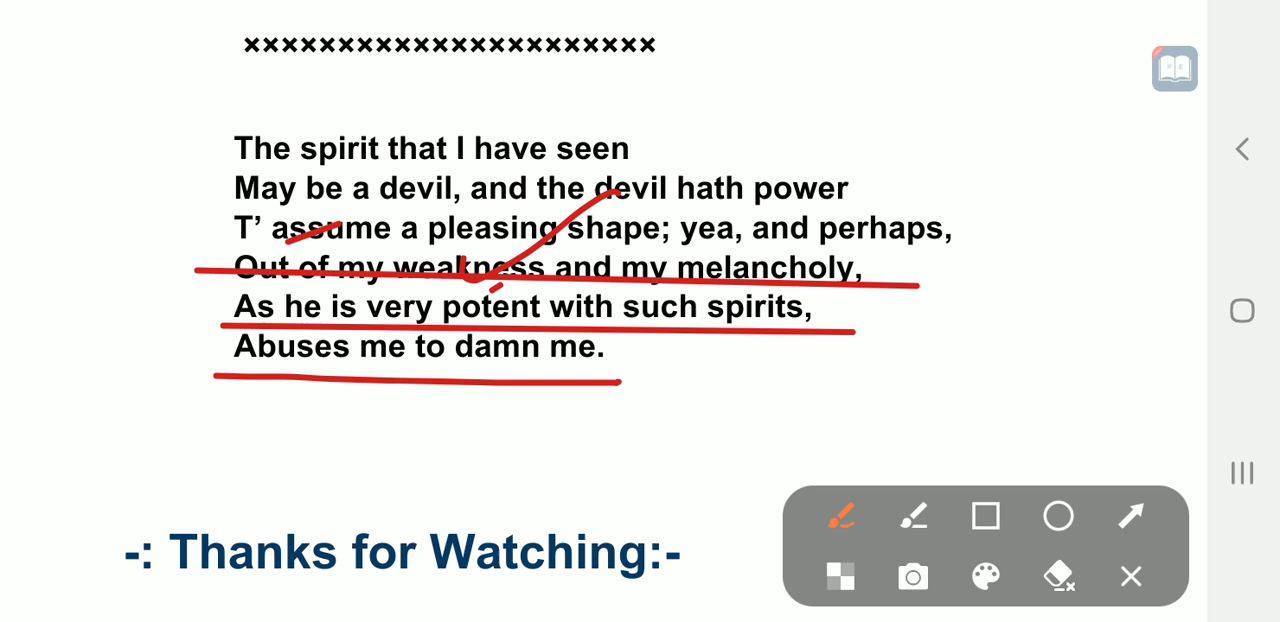 ××××××××××××××××××××××
The spirit that I have seen
May be a devil, and the devil hath power
T’ assume a pleasing shape; yea, and perhaps,
Out of my weakness and my melancholy,
As he is very potent with such spirits,
Abuses me to damn me.
-: Thanks for Watching:-